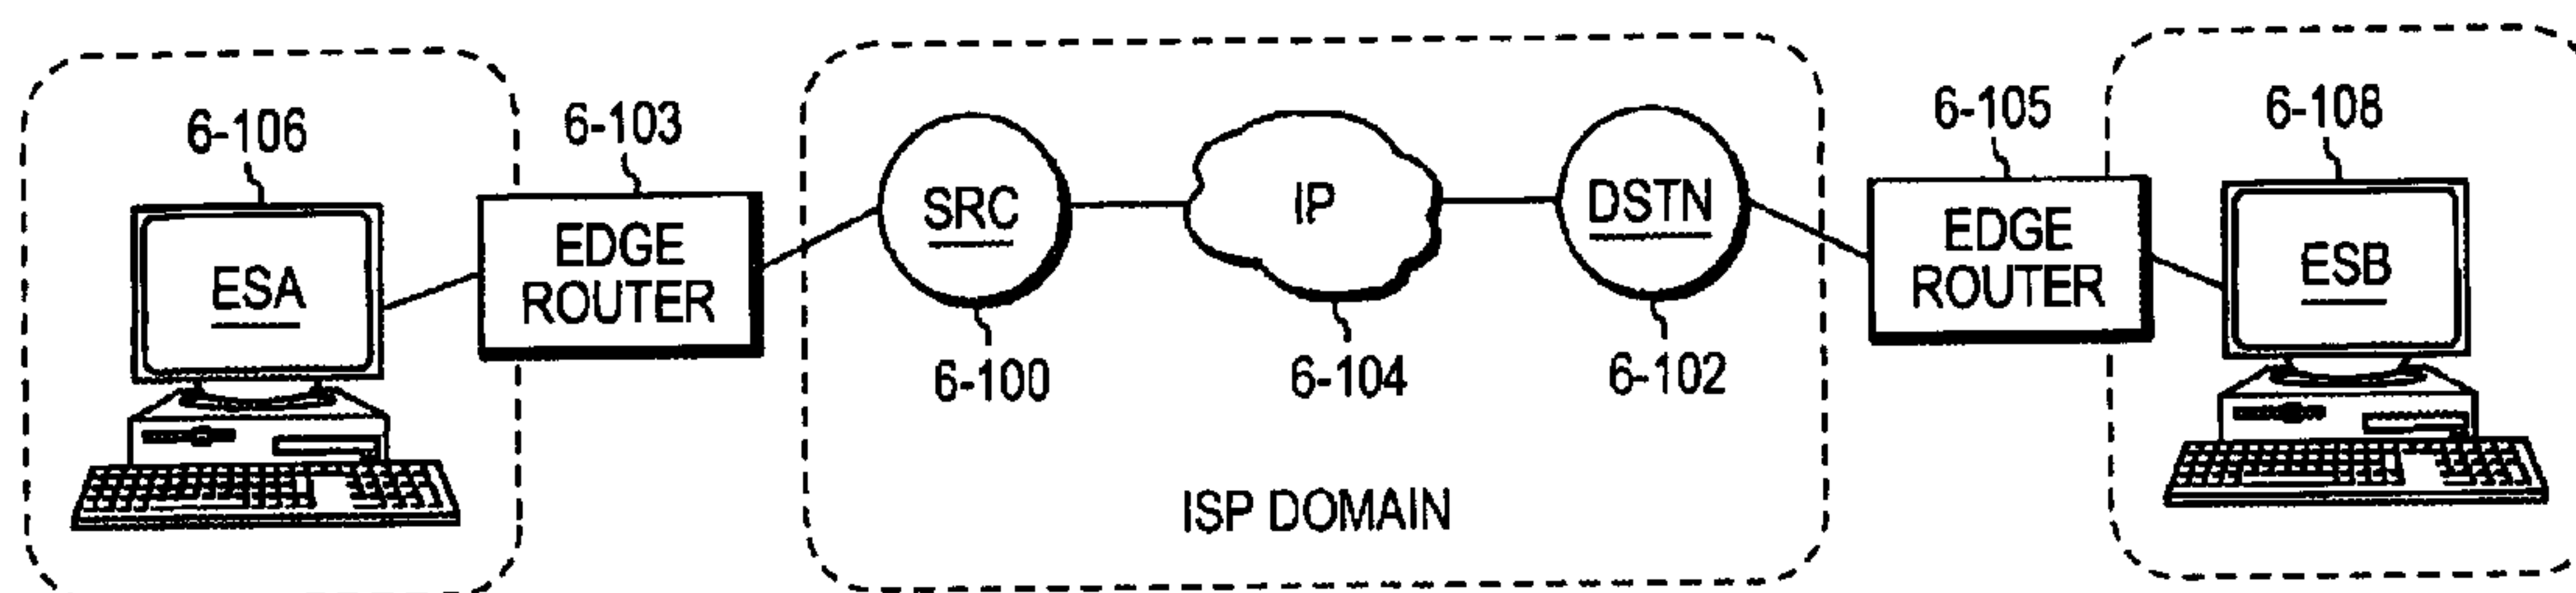 6-106
6-103
6-105
6-108
ESA
EDGE
ROUTER
SRC
IP
DSTN
EDGE
ROUTER
ESB
6-100
6-104
6-102
ISP DOMAIN